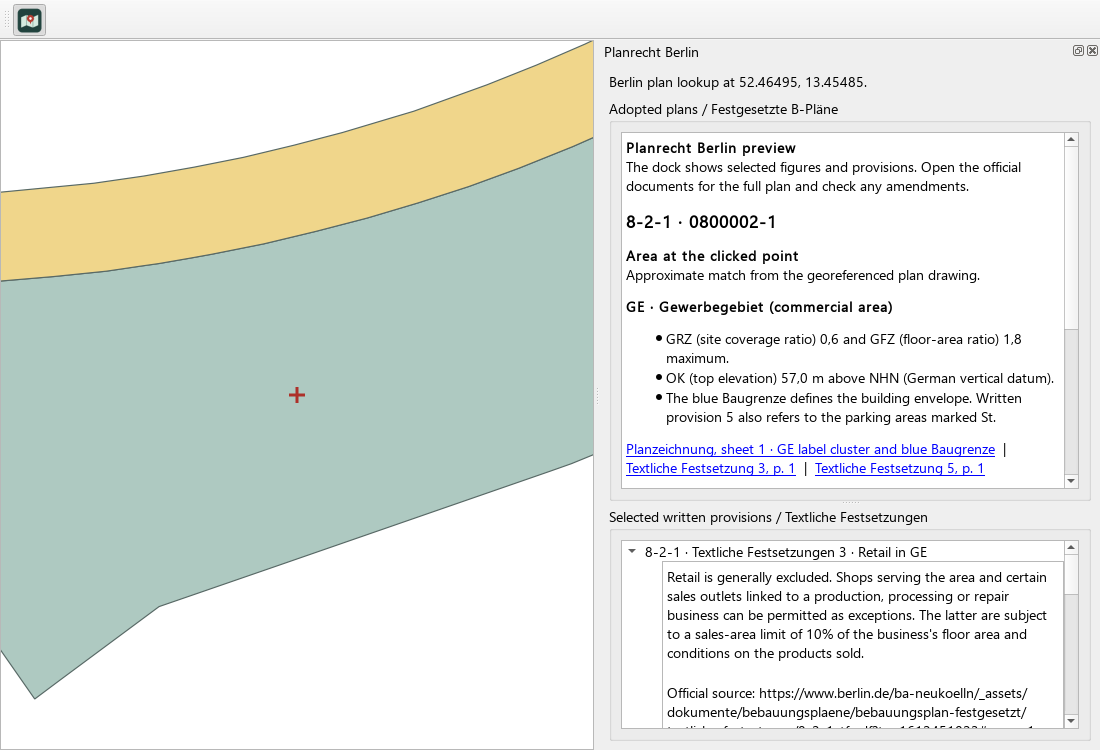 Planrecht Berlin
Berlin plan lookup at 52.46495, 13.45485.
Adopted plans / Festgesetzte B-Pläne
Planrecht Berlin preview
The dock shows selected figures and provisions. Open the official
documents for the full plan and check any amendments.
8-2-1 · 0800002-1
Area at the clicked point
Approximate match from the georeferenced plan drawing.
GE · Gewerbegebiet (commercial area)
• GRZ (site coverage ratio) 0,6 and GFZ (floor-area ratio) 1,8
maximum.
• OK (top elevation) 57,0 m above NHN (German vertical datum).
• The blue Baugrenze defines the building envelope. Written
provision 5 also refers to the parking areas marked St.
Planzeichnung, sheet 1 · GE label cluster and blue Baugrenze |
Textliche Festsetzung 3, p. 1 | Textliche Festsetzung 5, p. 1
Selected written provisions / Textliche Festsetzungen
8-2-1 · Textliche Festsetzungen 3 · Retail in GE
Retail is generally excluded. Shops serving the area and certain
sales outlets linked to a production, processing or repair
business can be permitted as exceptions. The latter are subject
to a sales-area limit of 10% of the business's floor area and
conditions on the products sold.
Official source: https://www.berlin.de/ba-neukoelln/_assets/
dokumente/bebauungsplaene/bebauungsplan-festgesetzt/